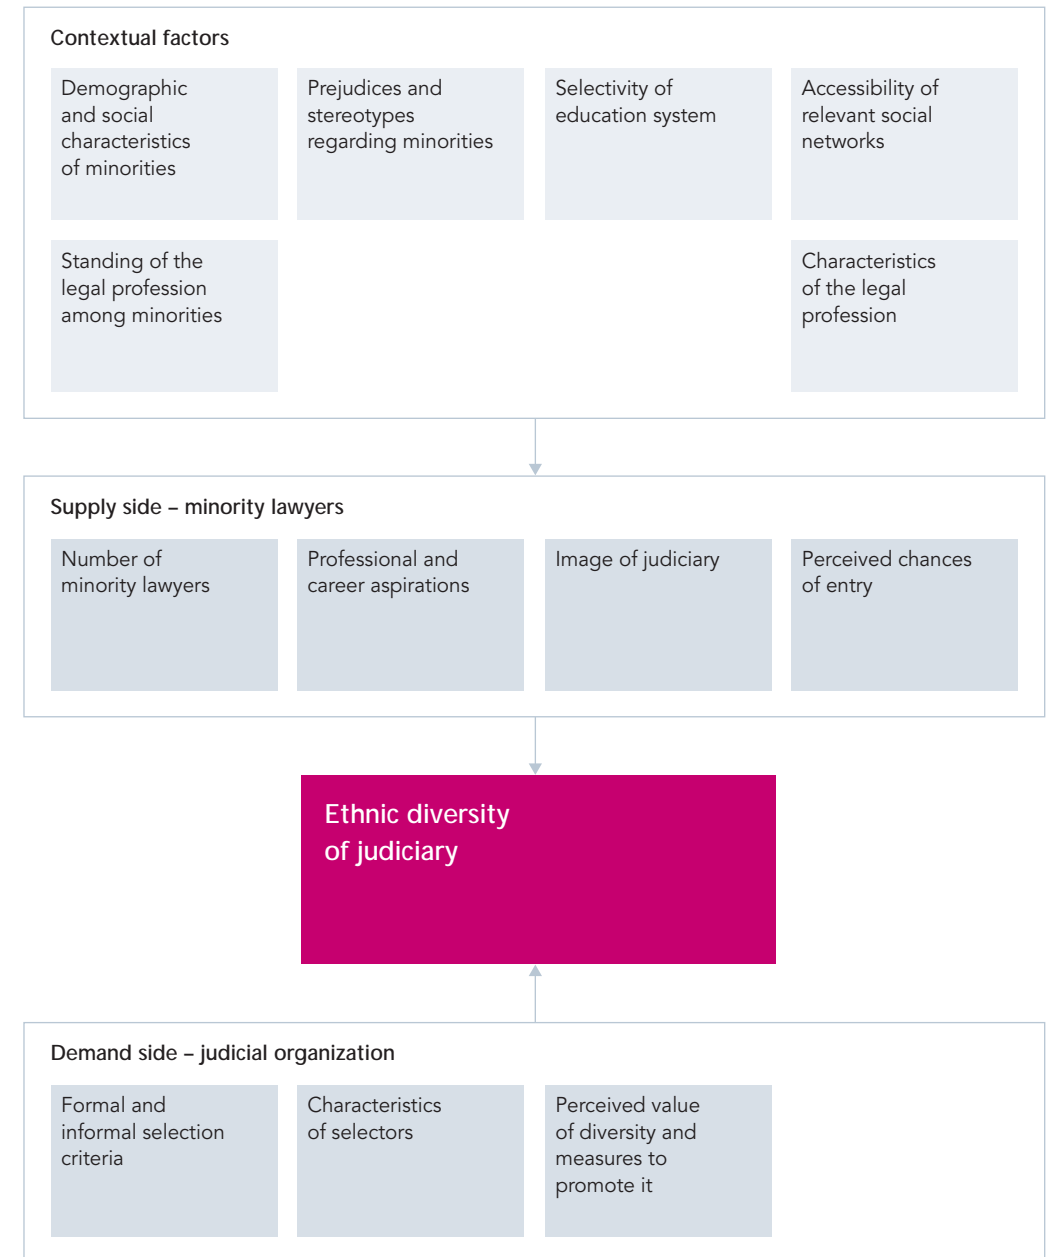 Contextual factors
Demographic
and social
characteristics
of minorities
Prejudices and
stereotypes
regarding minorities
Selectivity of
education system
Accessibility of
relevant social
networks
Standing of the
legal profession
among minorities
Characteristics
of the legal
profession
Supply side – minority lawyers
Number of
minority lawyers
Professional and
career aspirations
Image of judiciary
Perceived chances
of entry
Ethnic diversity
of judiciary
Demand side – judicial organization
Formal and
informal selection
criteria
Characteristics
of selectors
Perceived value
of diversity and
measures to
promote it